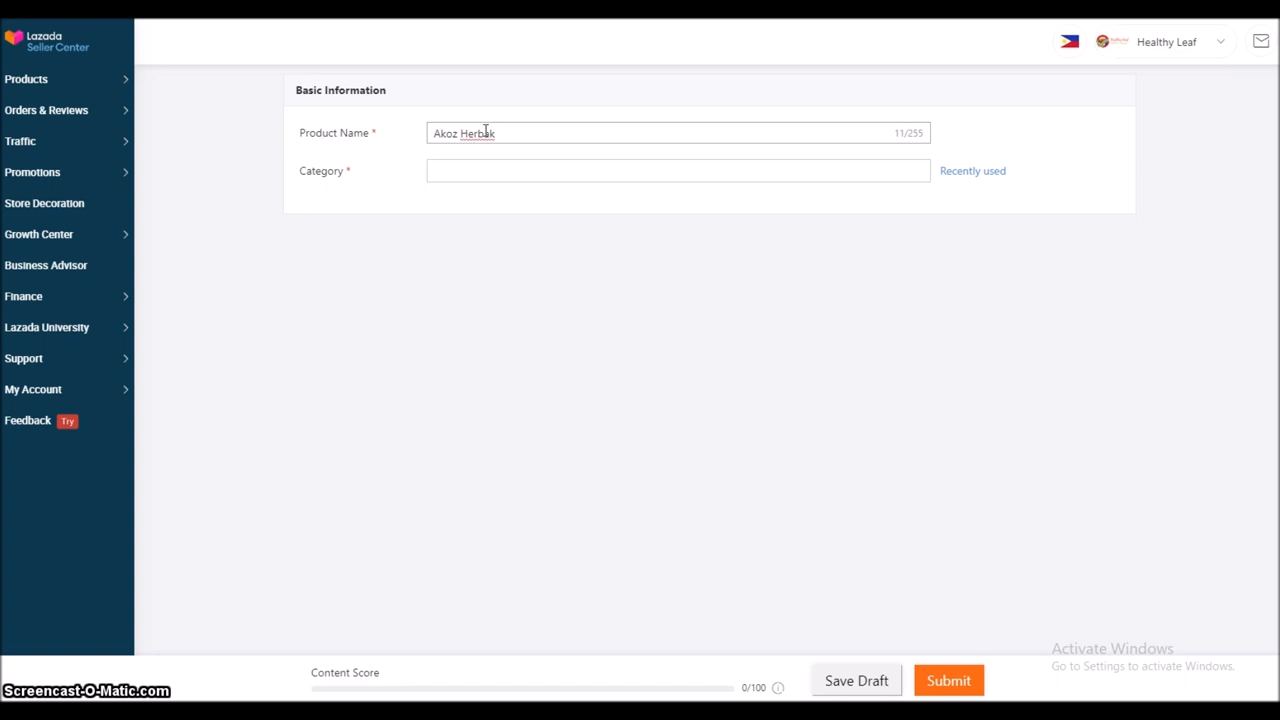 Lazada
Seller Center
Healthy Leaf
Products
Orders & Reviews
Traffic
Promotions
Store Decoration
Growth Center
Business Advisor
Finance
Lazada University
Support
My Account
Feedback Try
Basic Information
Product Name *
Akoz Herbak
11/255
Category *
Recently used
Activate Windows
Go to Settings to activate Windows.
Content Score
0/100
Save Draft
Submit
Screencast-O-Matic.com